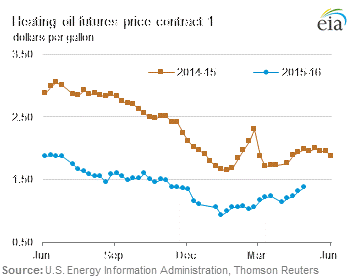 Heating oil futures price contract 1
dollars per gallon
eia
3.50
2014-15
2015-16
2.50
1.50
0.50
Jun Sep Dec Mar Jun
Source: U.S. Energy Information Administration, Thomson Reuters